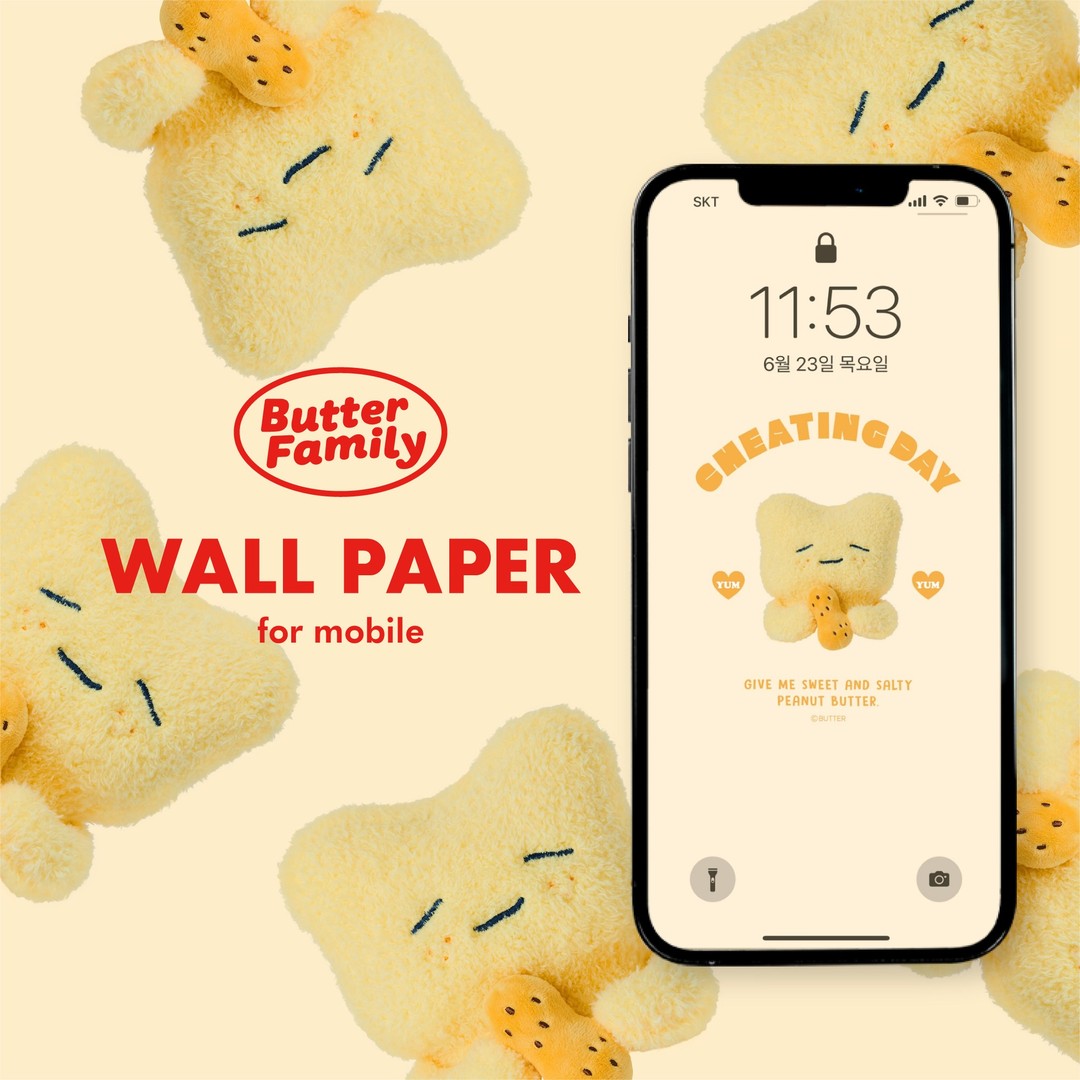 Butter
Family
WALL PAPER
for mobile
SKT
11:53
6월 23일 목요일
CHEATING DAY
YUM
YUM
GIVE ME SWEET AND SALTY
PEANUT BUTTER.
©BUTTER